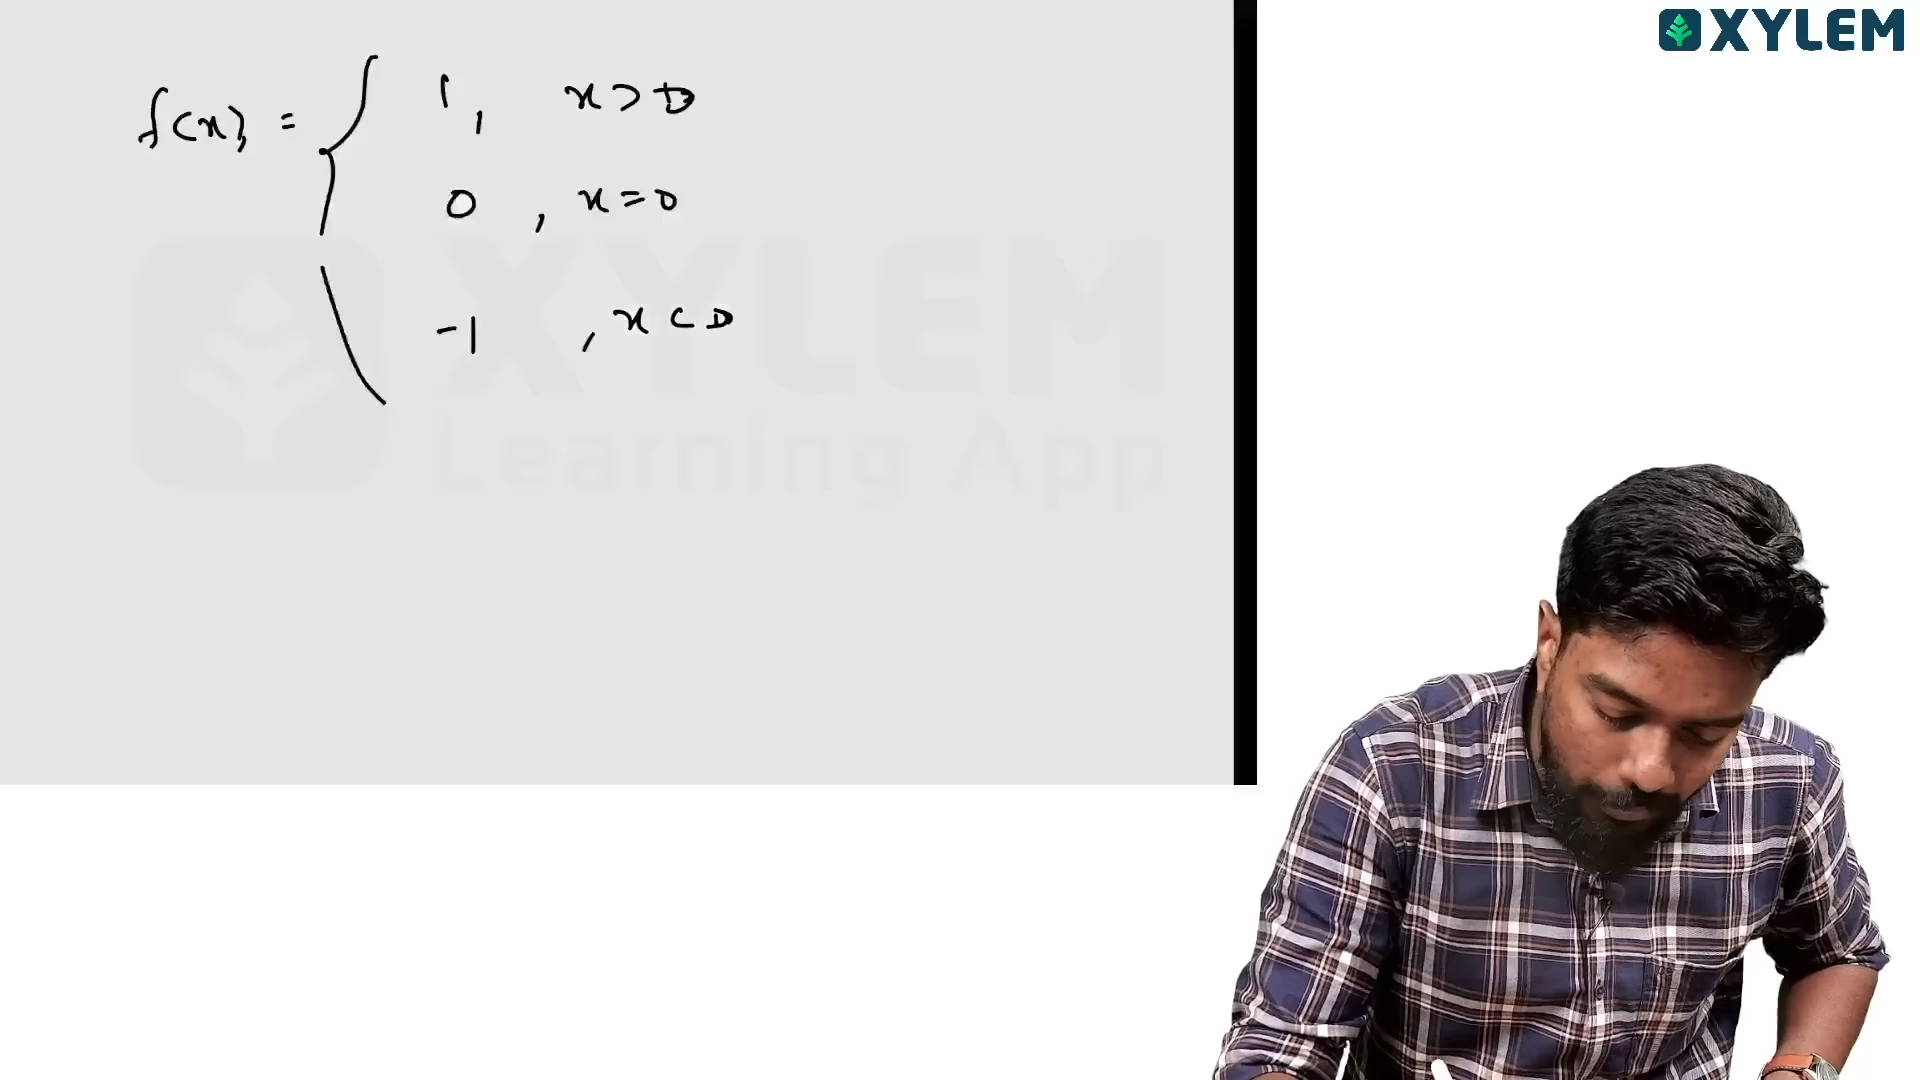 XYLEM
f(x) = { 1, x > 0
0, x = 0
-1, x < 0
XYLEM
Learning App